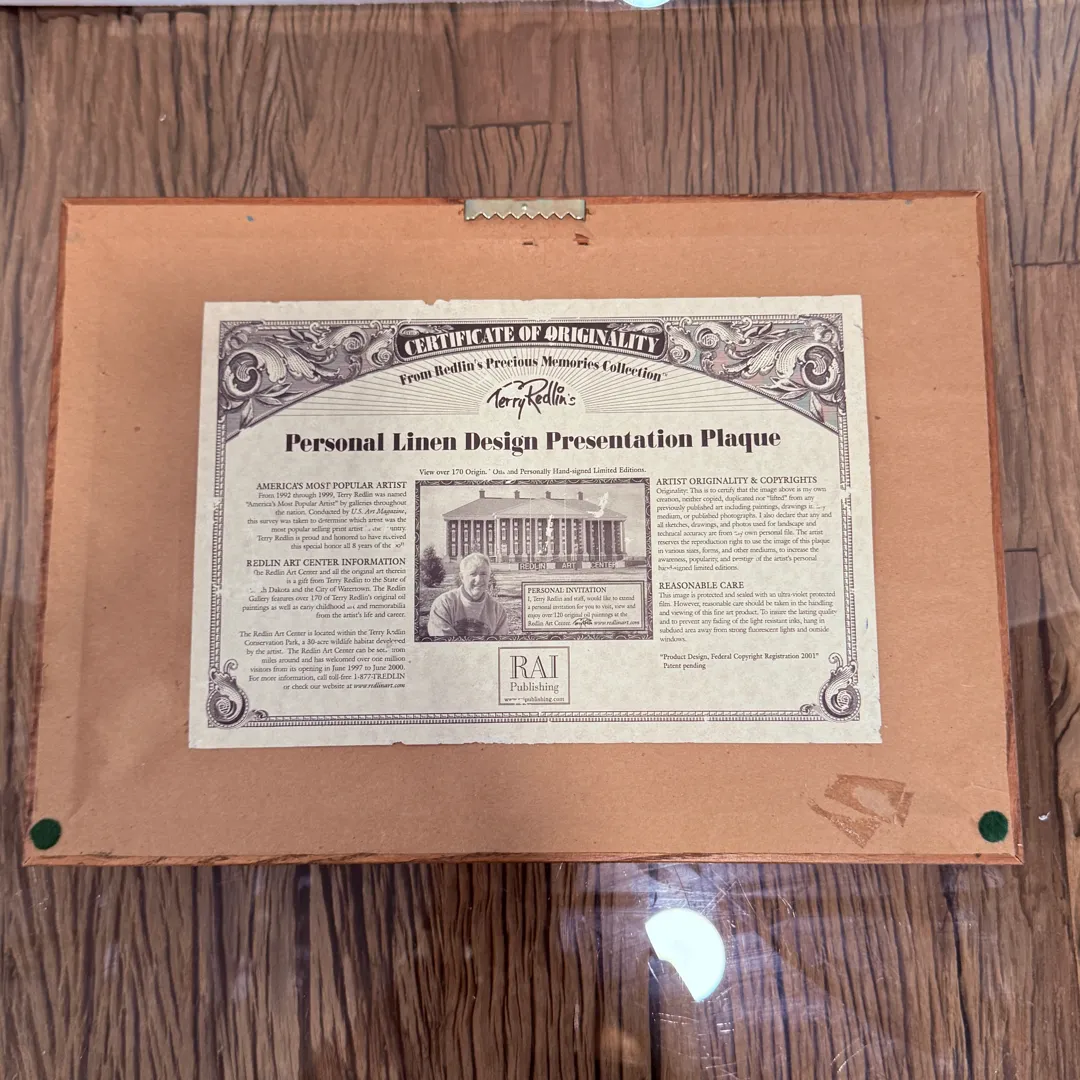 CERTIFICATE OF ORIGINALITY
From Redlin's Precious Memories Collection
Terry Redlin's
Personal Linen Design Presentation Plaque
View over 170 and Personally Hand-signed Limited Editions.
AMERICA'S MOST POPULAR ARTIST
From 1992 through 1999, Terry Redlin was named
"America's Most Popular Artist" by galleries throughout
the nation. Conducted by U.S. Art Magazine,
this survey was taken to determine which artist was the
most popular selling print artist
Terry Redlin is proud and honored to have received
this special honor all 8 years of the
REDLIN ART CENTER INFORMATION
The Redlin Art Center and all the original art therein
is a gift from Terry Redlin to the State of
Dakota and the City of Watertown. The Redlin
Gallery features over 170 of Terry Redlin's original oil
paintings as well as early childhood and memorabilia
from the artist's life and career.
The Redlin Art Center is located within the Terry Redlin
Conservation Park, a 30-acre wildlife habitat developed
by the artist. The Redlin Art Center can be from
miles around and has welcomed over one million
visitors from its opening in June 1997 to June 2000.
For more information, call toll-free 1-877-TREDLIN
or check our website at www.redlinart.com
REDLIN ART CENTER
PERSONAL INVITATION
I, Terry Redlin and staff, would like to extend
a personal invitation for you to visit, view and
enjoy over 120 original oil paintings at the
Redlin Art Center. Terry Redlin www.redlinart.com
RAI
Publishing
ARTIST ORIGINALITY & COPYRIGHTS
Originality: This is to certify that the image above is my own
creation, neither copied, duplicated nor "lifted" from any
previously published art including paintings, drawings in any
medium, or published photographs. I also declare that any and
all sketches, drawings, and photos used for landscape and
technical accuracy are from my own personal file. The artist
reserves the reproduction right to use the image of this plaque
in various sizes, forms, and other mediums, to increase the
awareness, popularity, and prestige of the artist's personal
hand-signed limited editions.
REASONABLE CARE
This image is protected and sealed with an ultra-violet protected
film. However, reasonable care should be taken in the handling
and viewing of this fine art product. To insure the lasting quality
and to prevent any fading of the light resistant inks, hang in
subdued area away from strong fluorescent lights and outside
windows.
"Product Design, Federal Copyright Registration 2001"
Patent pending